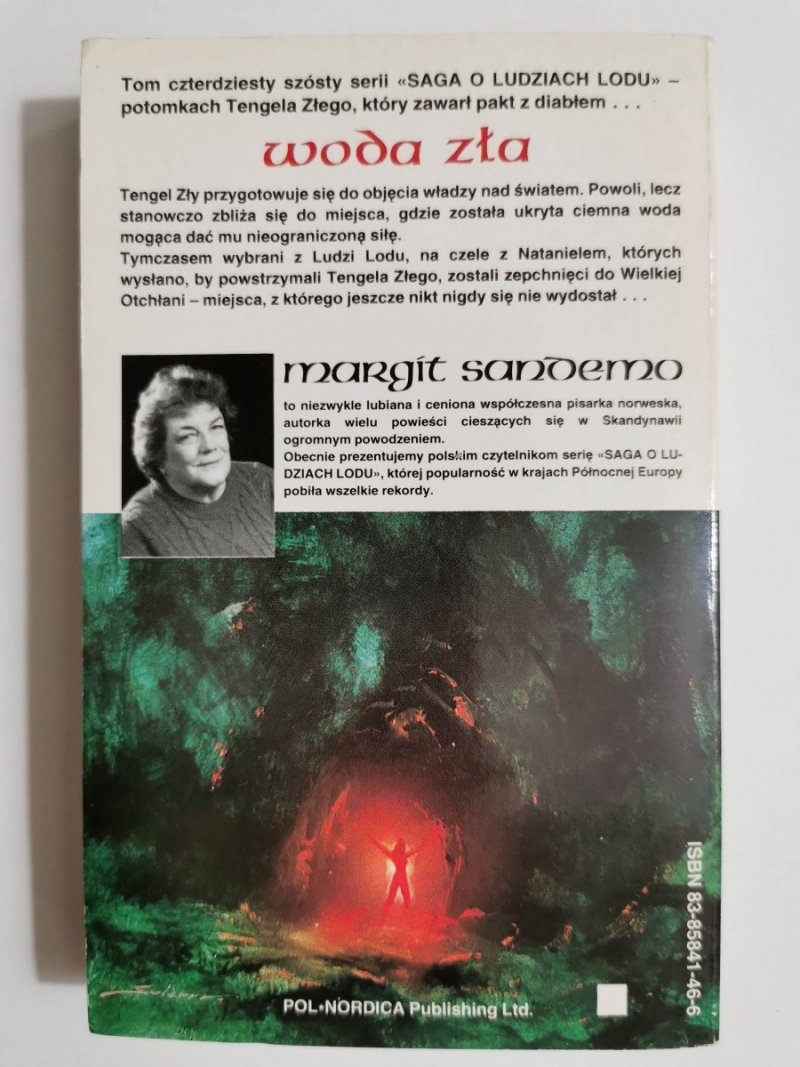 Tom czterdziesty szósty serii «SAGA O LUDZIACH LODU» –
potomkach Tengela Złego, który zawarł pakt z diabłem . . .
woda zła
Tengel Zły przygotowuje się do objęcia władzy nad światem. Powoli, lecz
stanowczo zbliża się do miejsca, gdzie została ukryta ciemna woda
mogąca dać mu nieograniczoną siłę.
Tymczasem wybrani z Ludzi Lodu, na czele z Natanielem, których
wysłano, by powstrzymali Tengela Złego, zostali zepchnięci do Wielkiej
Otchłani – miejsca, z którego jeszcze nikt nigdy się nie wydostał . . .
margit sandemo
to niezwykle lubiana i ceniona współczesna pisarka norweska,
autorka wielu powieści cieszących się w Skandynawii
ogromnym powodzeniem.
Obecnie prezentujemy polskim czytelnikom serię «SAGA O LU-
DZIACH LODU», której popularność w krajach Północnej Europy
pobiła wszelkie rekordy.
ISBN 83-85841-46-6
POL★NORDICA Publishing Ltd.